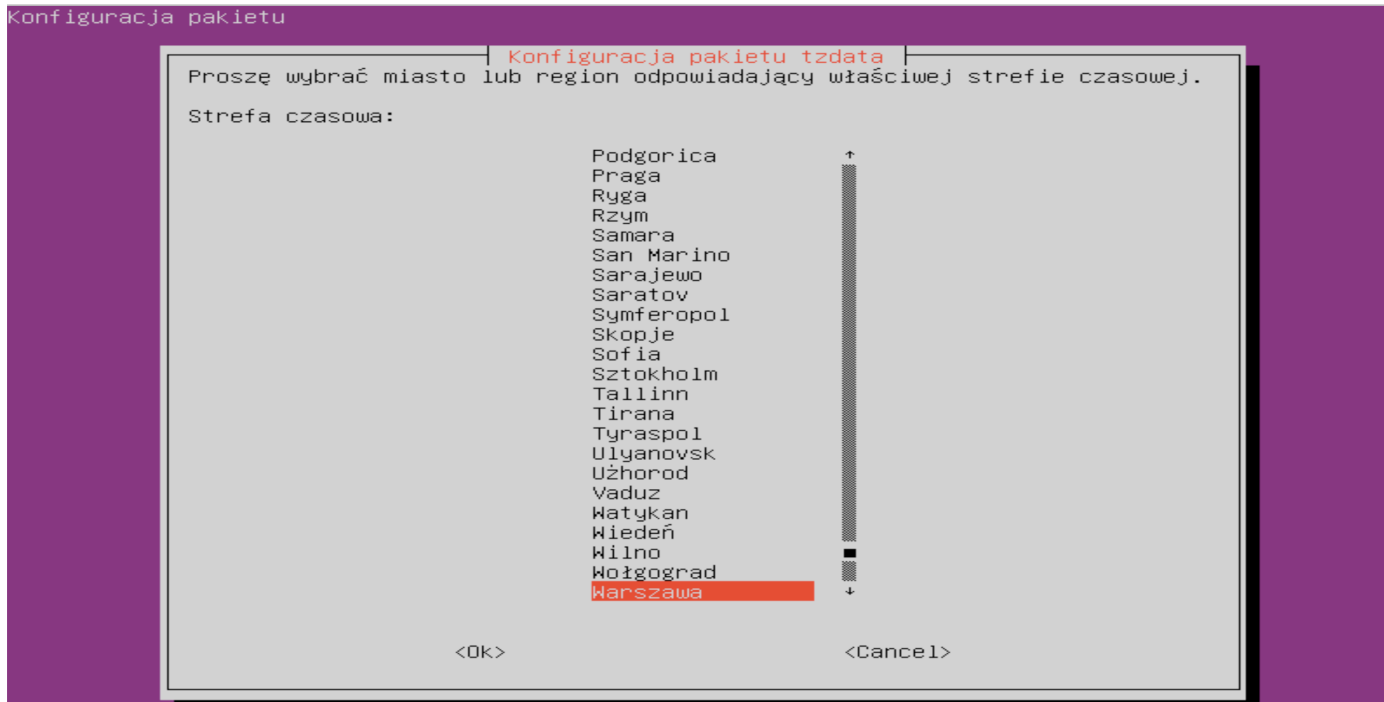 Konfiguracja pakietu
Konfiguracja pakietu tzdata
Proszę wybrać miasto lub region odpowiadający właściwej strefie czasowej.
Strefa czasowa:
Podgorica
Praga
Ryga
Rzym
Samara
San Marino
Sarajewo
Saratov
Symferopol
Skopje
Sofia
Sztokholm
Tallinn
Tirana
Tyraspol
Ulyanovsk
Użhorod
Vaduz
Watykan
Wiedeń
Wilno
Wołgograd
Warszawa
<Ok> <Cancel>